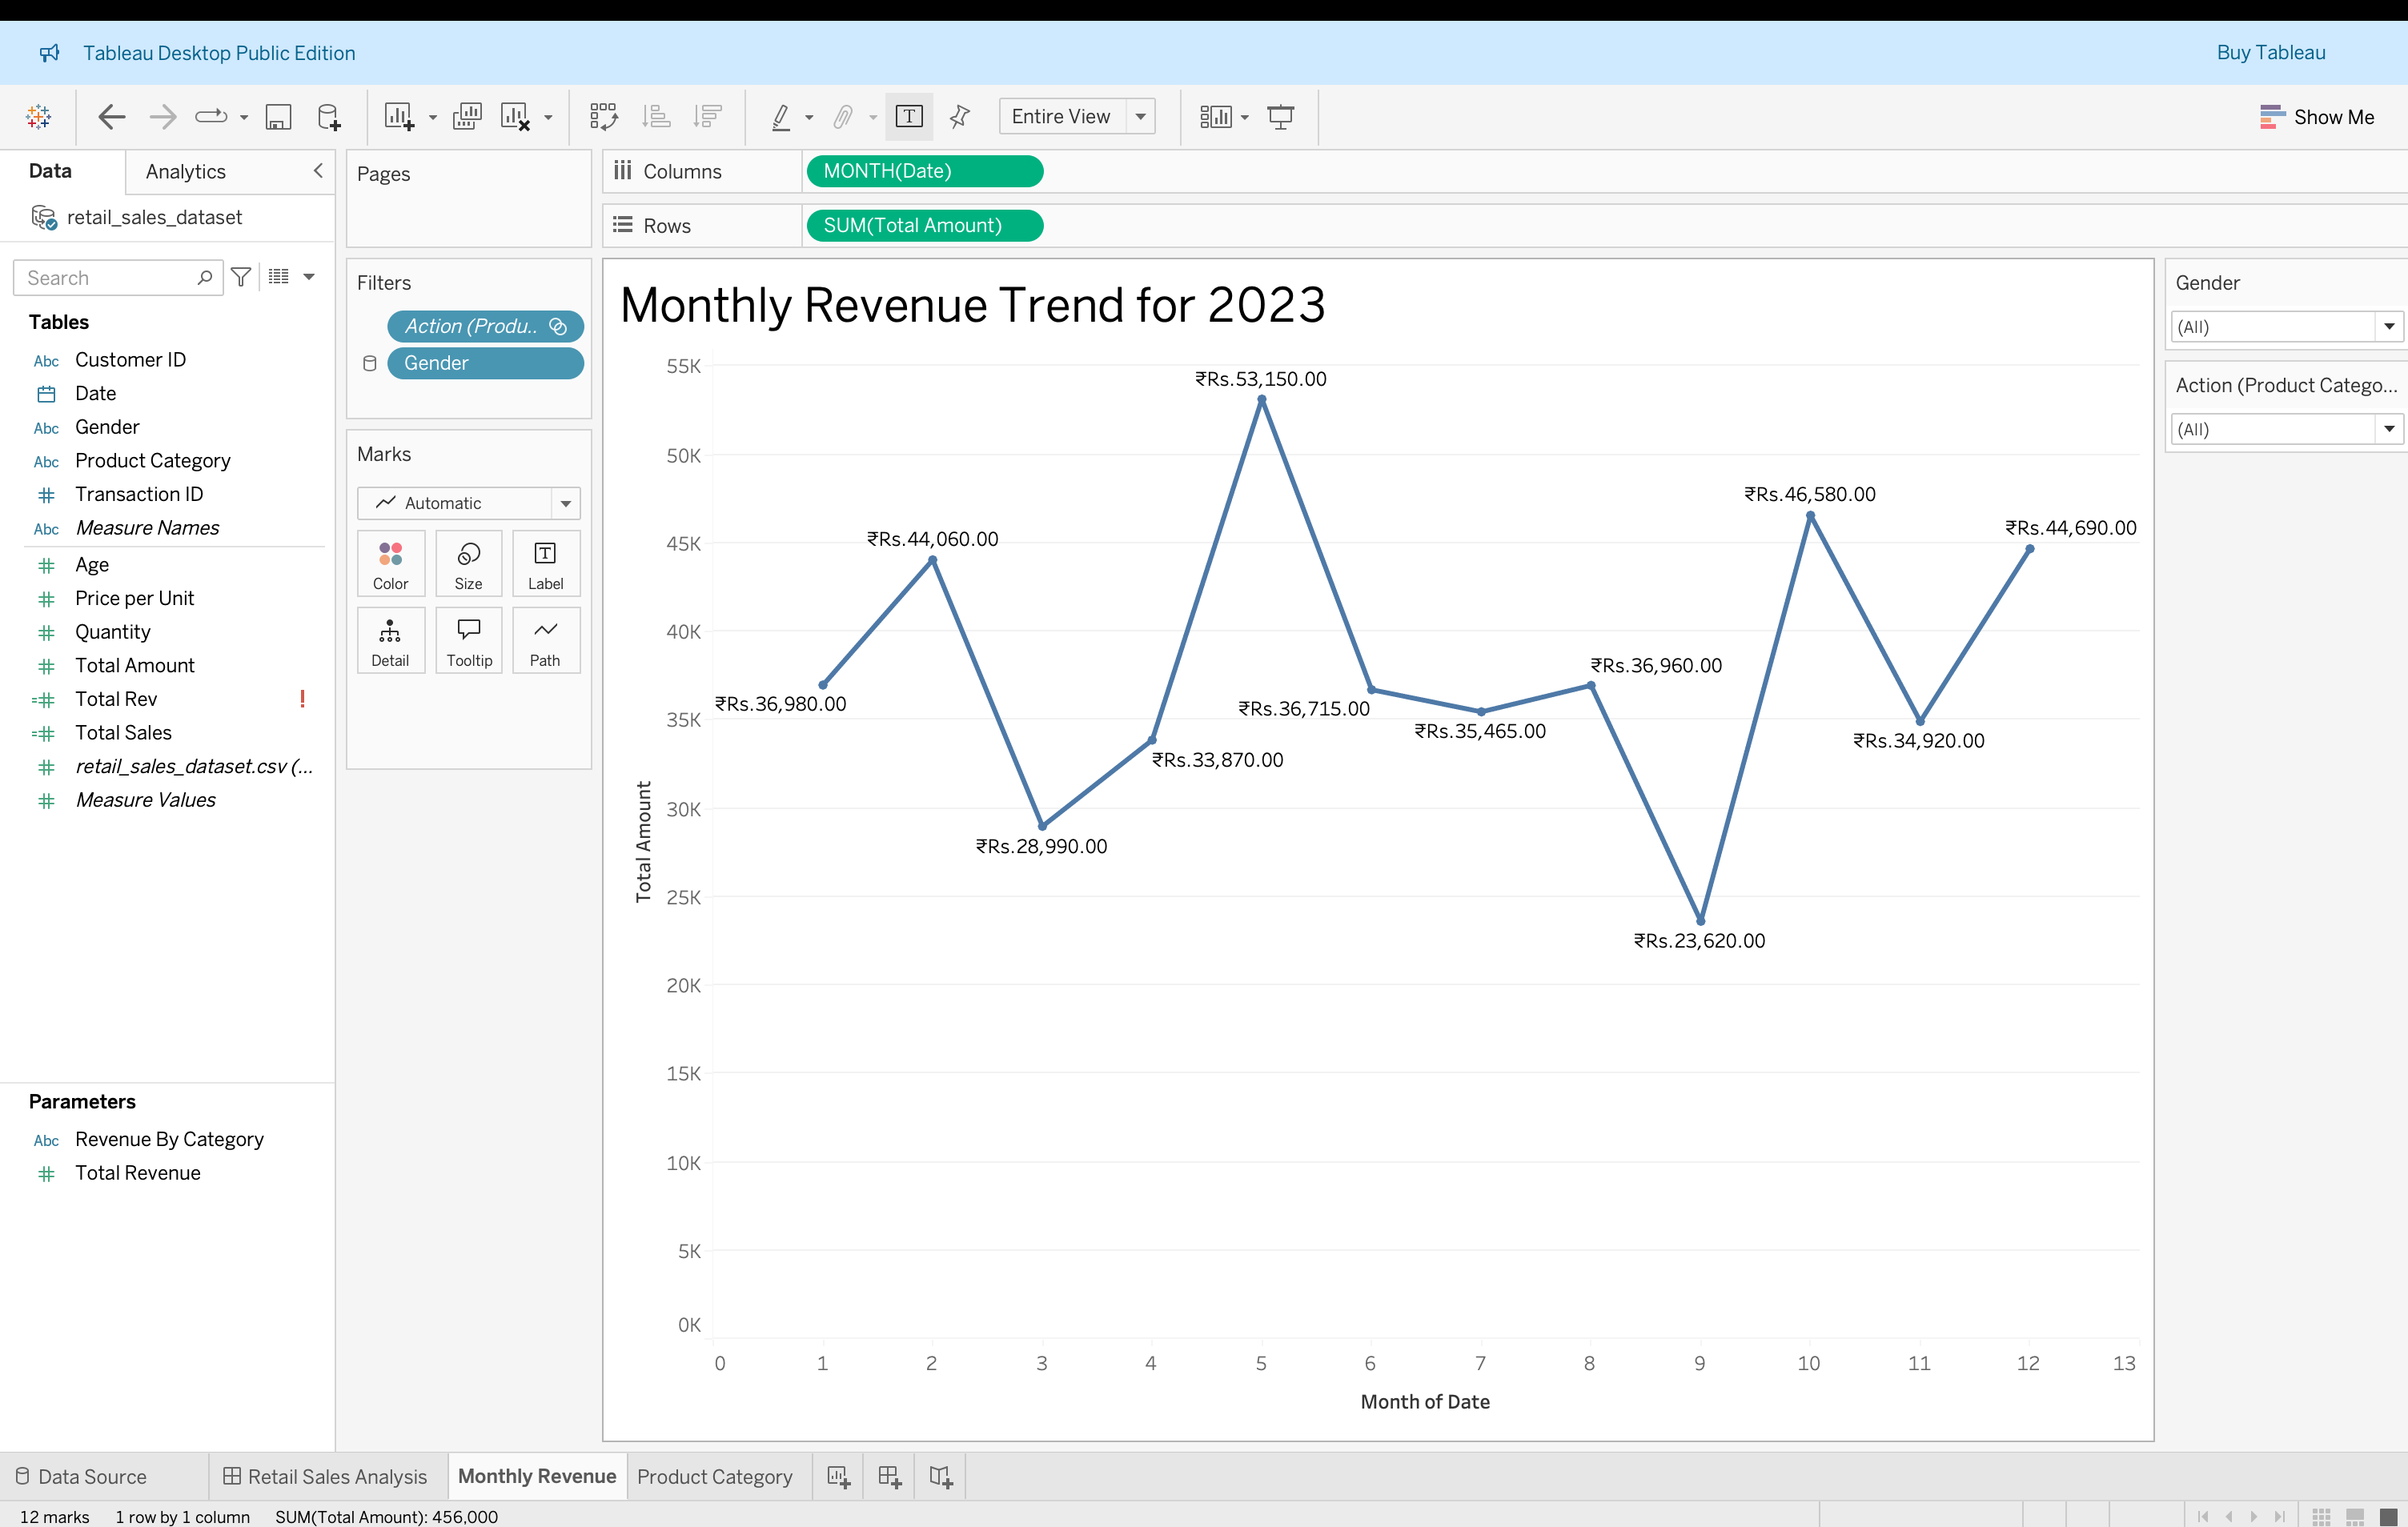 Tableau Desktop Public Edition
Buy Tableau
Entire View
Show Me
Data
Analytics
retail_sales_dataset
Search
Tables
Abc Customer ID
Date
Abc Gender
Abc Product Category
# Transaction ID
Abc Measure Names
# Age
# Price per Unit
# Quantity
# Total Amount
=# Total Rev !
=# Total Sales
# retail_sales_dataset.csv (...
# Measure Values
Parameters
Abc Revenue By Category
# Total Revenue
Pages
Filters
Action (Produ..
Gender
Marks
Automatic
Color
Size
T
Label
Detail
Tooltip
Path
Columns
MONTH(Date)
Rows
SUM(Total Amount)
Monthly Revenue Trend for 2023
55K
50K
45K
40K
35K
30K
25K
20K
15K
10K
5K
0K
Total Amount
₹Rs.36,980.00
₹Rs.44,060.00
₹Rs.28,990.00
₹Rs.33,870.00
₹Rs.53,150.00
₹Rs.36,715.00
₹Rs.35,465.00
₹Rs.36,960.00
₹Rs.23,620.00
₹Rs.46,580.00
₹Rs.34,920.00
₹Rs.44,690.00
0 1 2 3 4 5 6 7 8 9 10 11 12 13
Month of Date
Gender
(All)
Action (Product Catego...
(All)
Data Source
Retail Sales Analysis
Monthly Revenue
Product Category
12 marks 1 row by 1 column SUM(Total Amount): 456,000